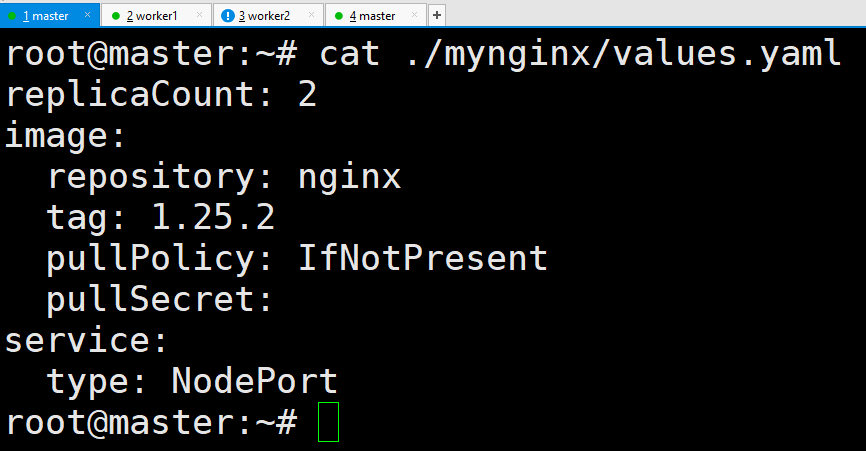 1 master
2 worker1
3 worker2
4 master
root@master:~# cat ./mynginx/values.yaml
replicaCount: 2
image:
  repository: nginx
  tag: 1.25.2
  pullPolicy: IfNotPresent
  pullSecret:
service:
  type: NodePort
root@master:~#